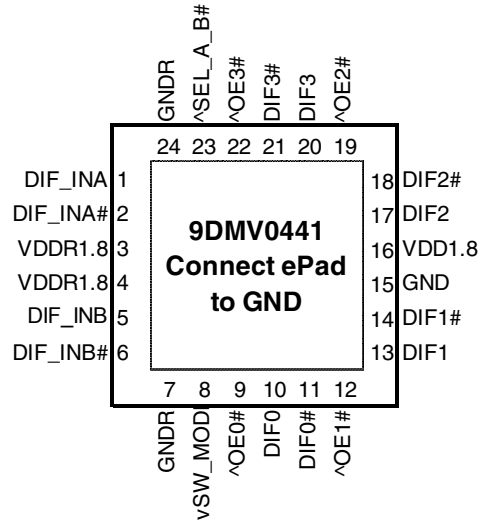 GNDR
^SEL_A_B#
^OE3#
DIF3#
DIF3
^OE2#
24 23 22 21 20 19
DIF_INA 1
DIF_INA# 2
VDDR1.8 3
VDDR1.8 4
DIF_INB 5
DIF_INB# 6
9DMV0441
Connect ePad
to GND
18 DIF2#
17 DIF2
16 VDD1.8
15 GND
14 DIF1#
13 DIF1
7 8 9 10 11 12
GNDR
vSW_MODE
^OE0#
DIF0
DIF0#
^OE1#